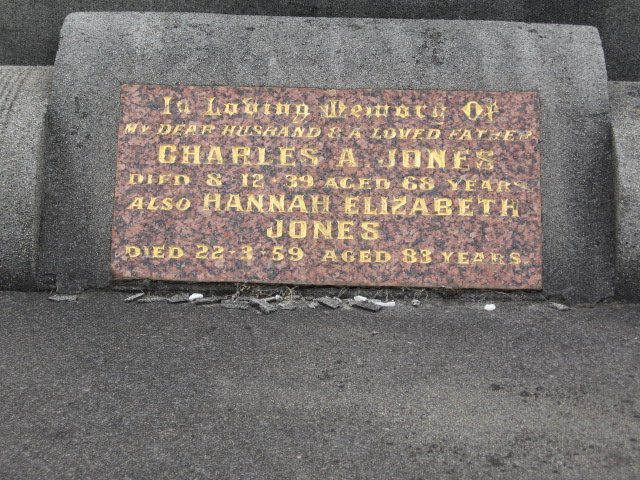 In Loving Memory Of
MY DEAR HUSBAND & A LOVED FATHER
CHARLES A. JONES
DIED 8-12-39 AGED 68 YEARS
ALSO HANNAH ELIZABETH
JONES
DIED 22-3-59 AGED 83 YEARS.